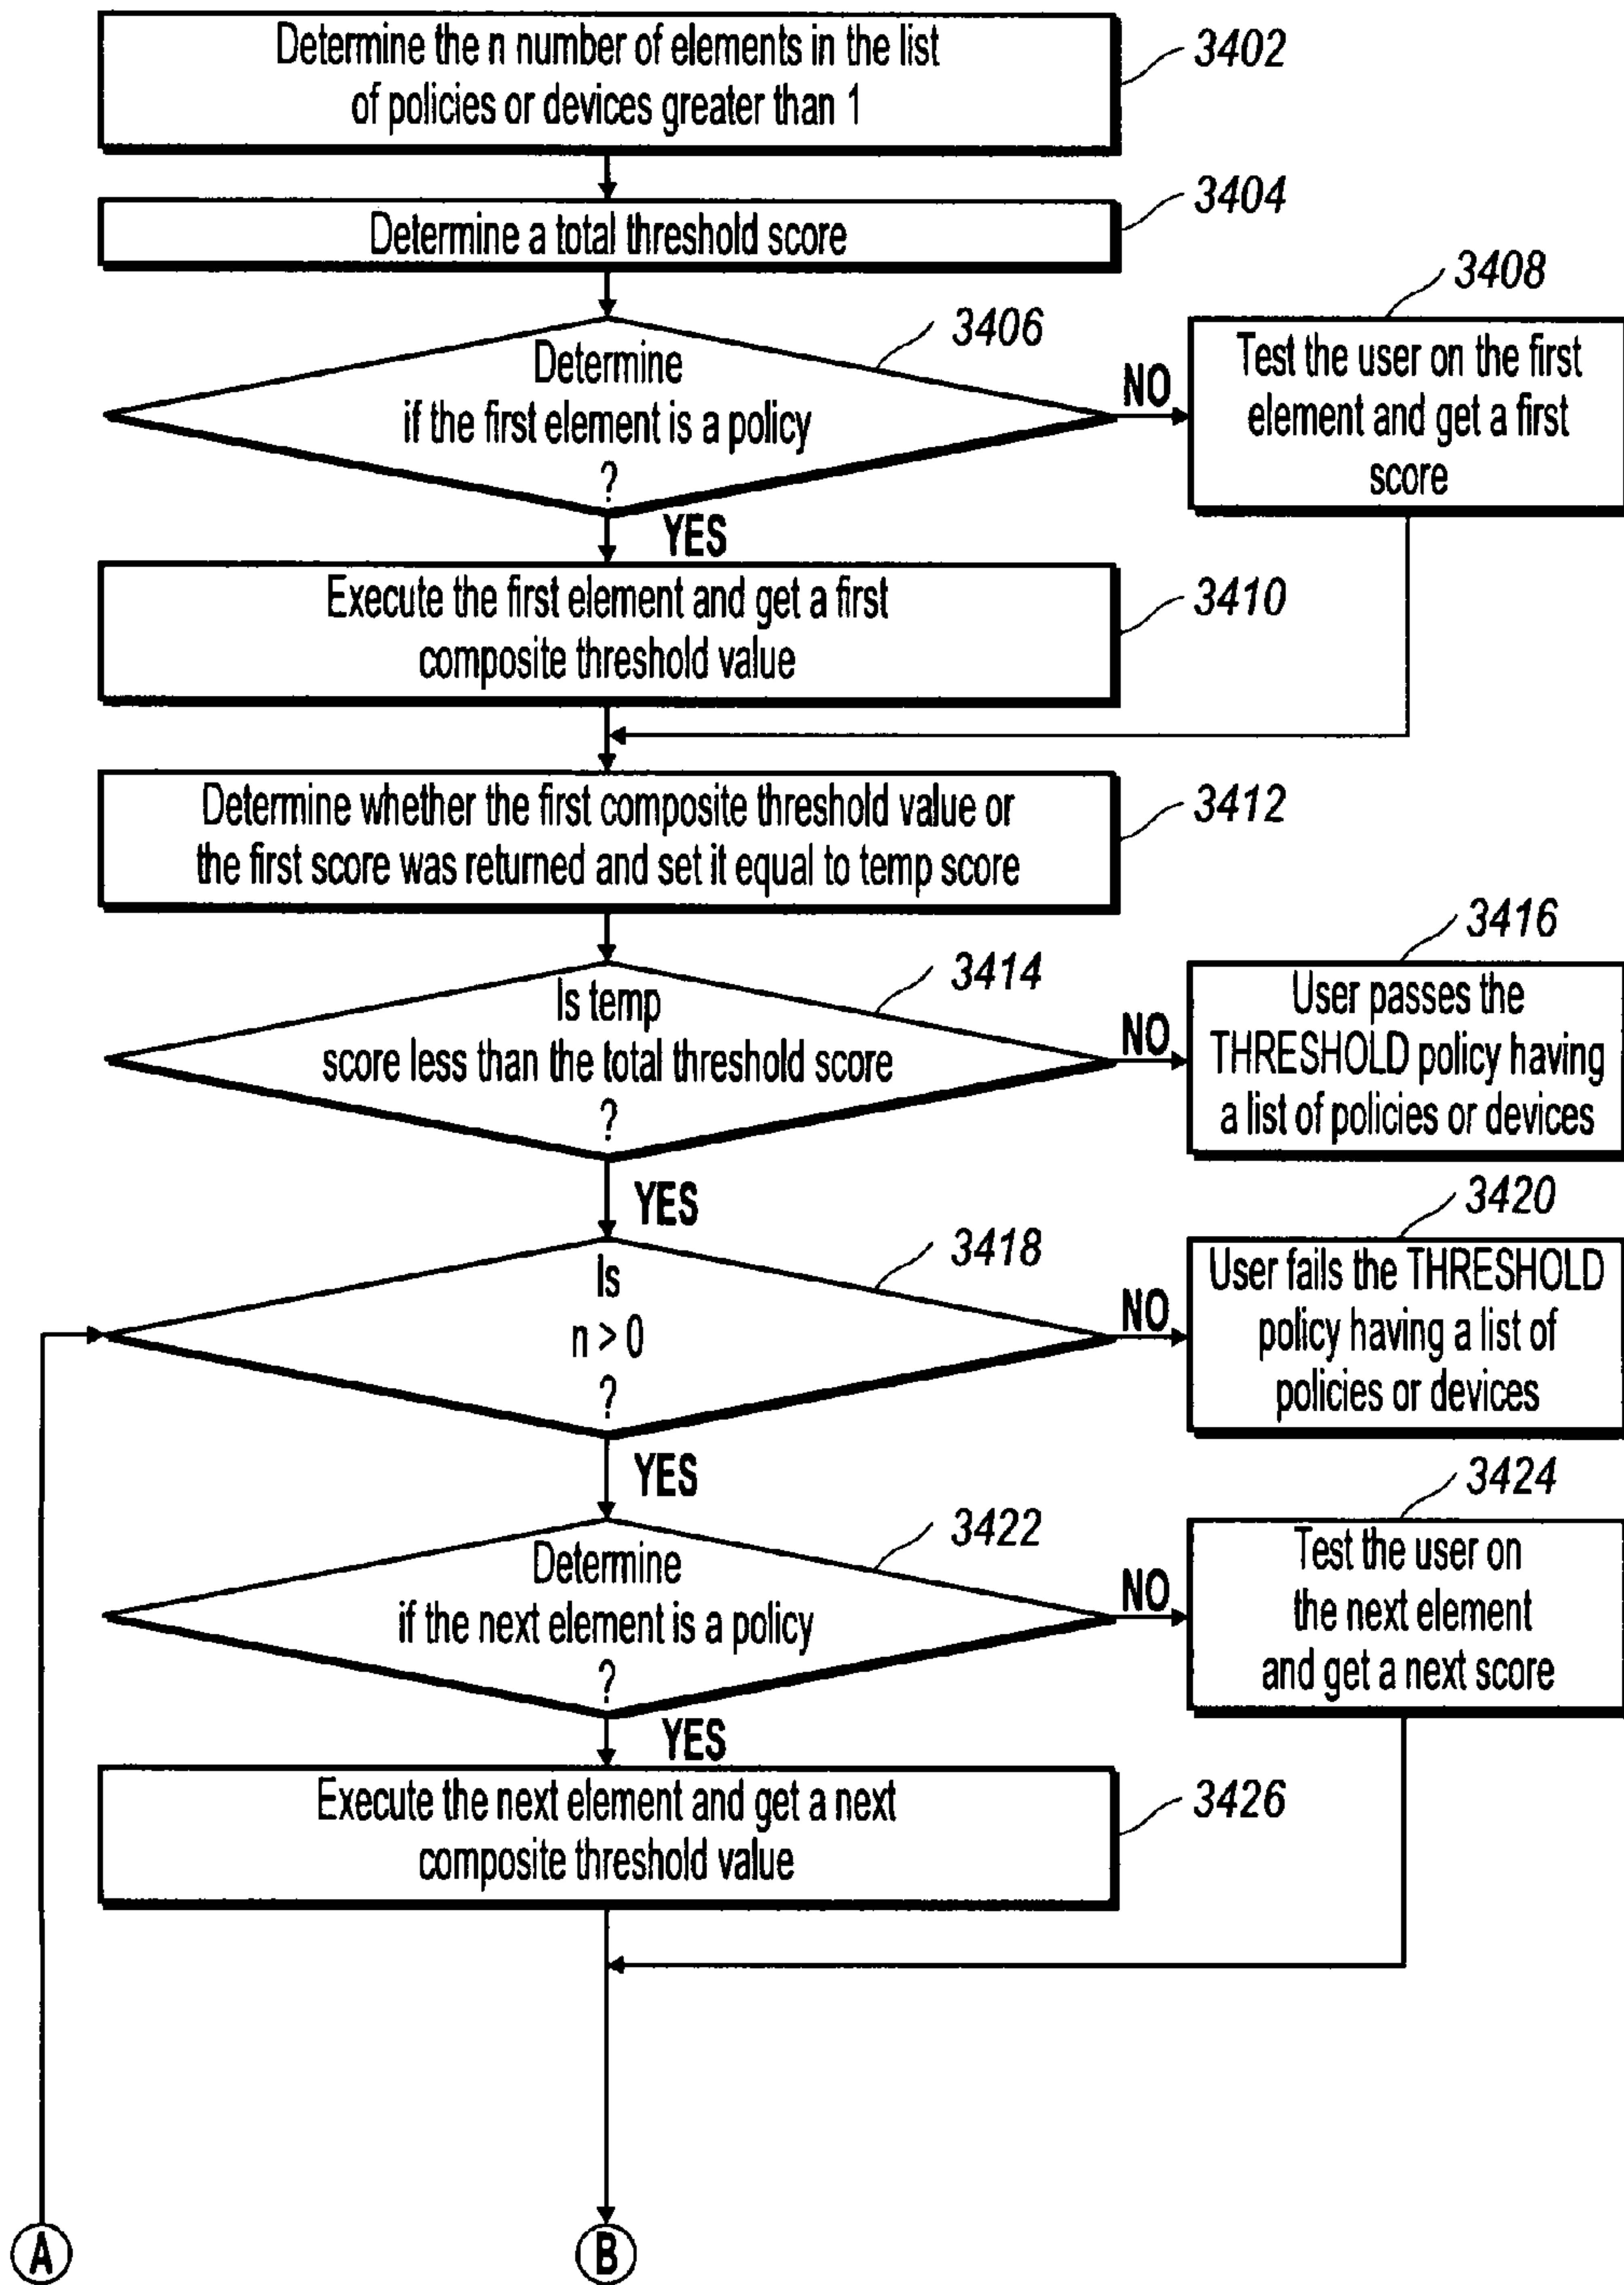 Determine the n number of elements in the list
of policies or devices greater than 1
3402
Determine a total threshold score
3404
Determine
if the first element is a policy
?
3406
NO
YES
3408
Test the user on the first
element and get a first
score
Execute the first element and get a first
composite threshold value
3410
Determine whether the first composite threshold value or
the first score was returned and set it equal to temp score
3412
Is temp
score less than the total threshold score
?
3414
NO
YES
3416
User passes the
THRESHOLD policy having
a list of policies or devices
Is
n > 0
?
3418
NO
YES
3420
User fails the THRESHOLD
policy having a list of
policies or devices
Determine
if the next element is a policy
?
3422
NO
YES
3424
Test the user on
the next element
and get a next score
Execute the next element and get a next
composite threshold value
3426
A
B